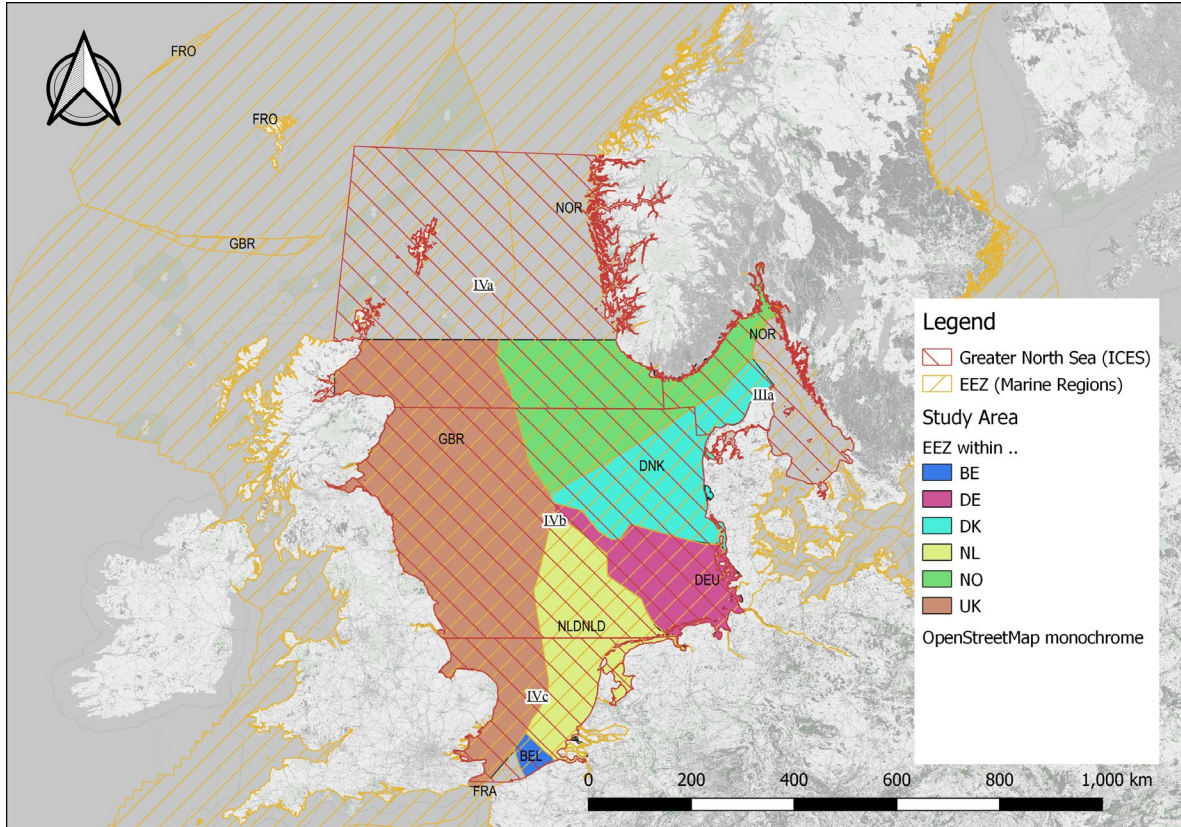 FRO
FRO
NOR
GBR
IVa
NOR
IIIa
GBR
DNK
IVb
DEU
NLDNLD
IVc
BEL
FRA
Legend
Greater North Sea (ICES)
EEZ (Marine Regions)
Study Area
EEZ within ..
BE
DE
DK
NL
NO
UK
OpenStreetMap monochrome
0 200 400 600 800 1,000 km